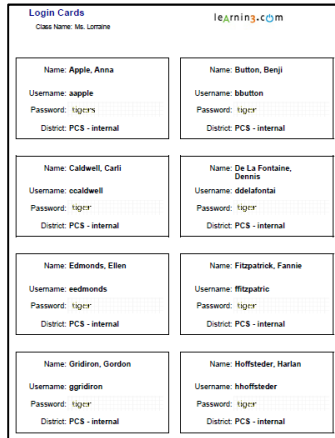 Login Cards
learning.com
Class Name: Ms. Lorraine
Name: Apple, Anna
Username: aapple
Password: tigers
District: PCS - internal
Name: Button, Benji
Username: bbutton
Password: tiger
District: PCS - internal
Name: Caldwell, Carli
Username: ccaldwell
Password: tiger
District: PCS - internal
Name: De La Fontaine,
Dennis
Username: ddelafontai
Password: tiger
District: PCS - internal
Name: Edmonds, Ellen
Username: eedmonds
Password: tiger
District: PCS - internal
Name: Fitzpatrick, Fannie
Username: ffitzpatric
Password: tiger
District: PCS - internal
Name: Gridiron, Gordon
Username: ggridiron
Password: tiger
District: PCS - internal
Name: Hoffsteder, Harlan
Username: hhoffsteder
Password: tiger
District: PCS - internal